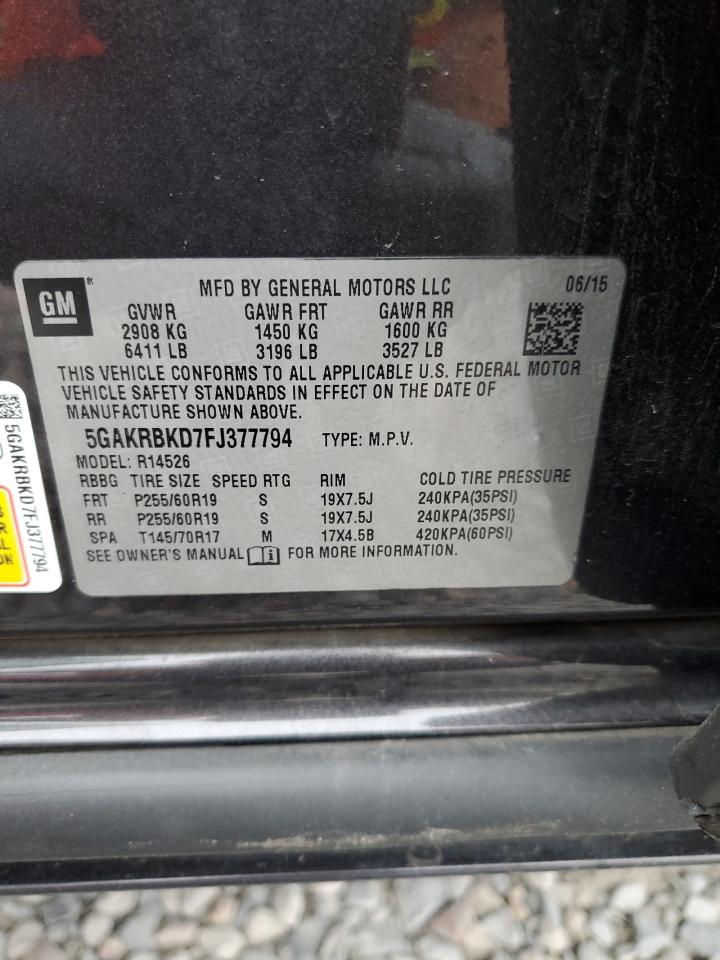 GM
MFD BY GENERAL MOTORS LLC 06/15
GVWR GAWR FRT GAWR RR
2908 KG 1450 KG 1600 KG
6411 LB 3196 LB 3527 LB
THIS VEHICLE CONFORMS TO ALL APPLICABLE U.S. FEDERAL MOTOR
VEHICLE SAFETY STANDARDS IN EFFECT ON THE DATE OF
MANUFACTURE SHOWN ABOVE.
5GAKRBKD7FJ377794 TYPE: M.P.V.
MODEL: R14526
RBBG TIRE SIZE SPEED RTG RIM COLD TIRE PRESSURE
FRT P255/60R19 S 19X7.5J 240KPA(35PSI)
RR P255/60R19 S 19X7.5J 240KPA(35PSI)
SPA T145/70R17 M 17X4.5B 420KPA(60PSI)
SEE OWNER'S MANUAL i FOR MORE INFORMATION.
5GAKRBKD7FJ377794